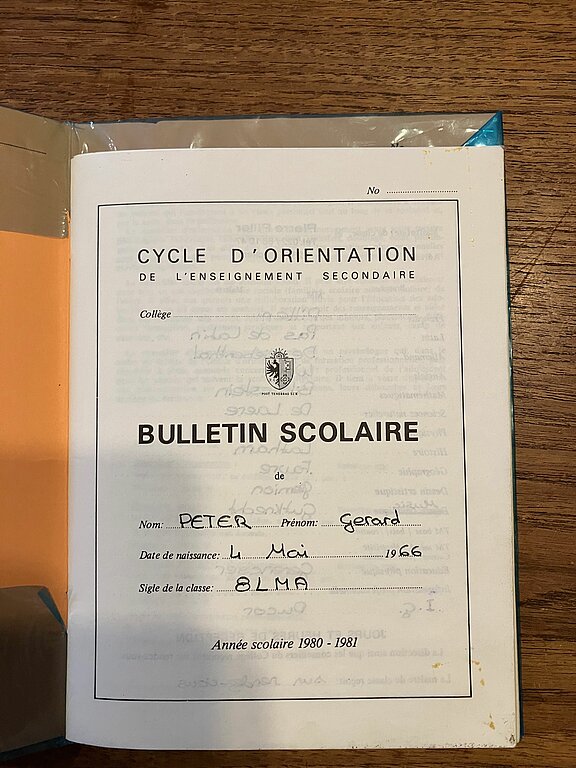 No
CYCLE D'ORIENTATION
DE L'ENSEIGNEMENT SECONDAIRE
Collège
POST TENEBRAS LUX
BULLETIN SCOLAIRE
de
Nom: PETER Prénom: Gerard
Date de naissance: 4 Mai 1966
Sigle de la classe: 8LMA
Année scolaire 1980 - 1981